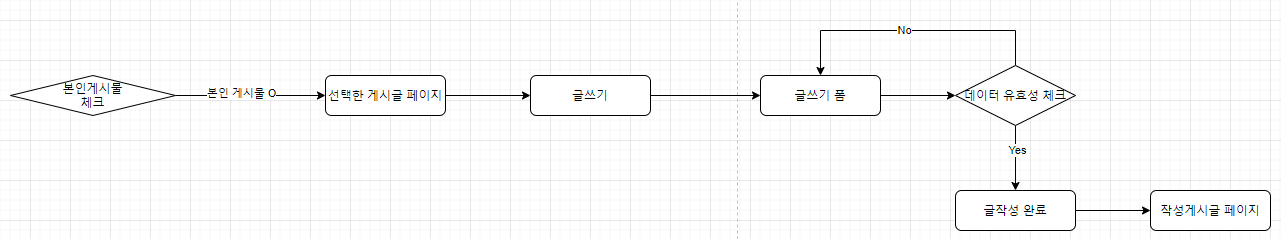 No
본인게시물
체크
본인 게시물 O
선택한 게시글 페이지
글쓰기
글쓰기 폼
데이터 유효성 체크
Yes
글작성 완료
작성게시글 페이지